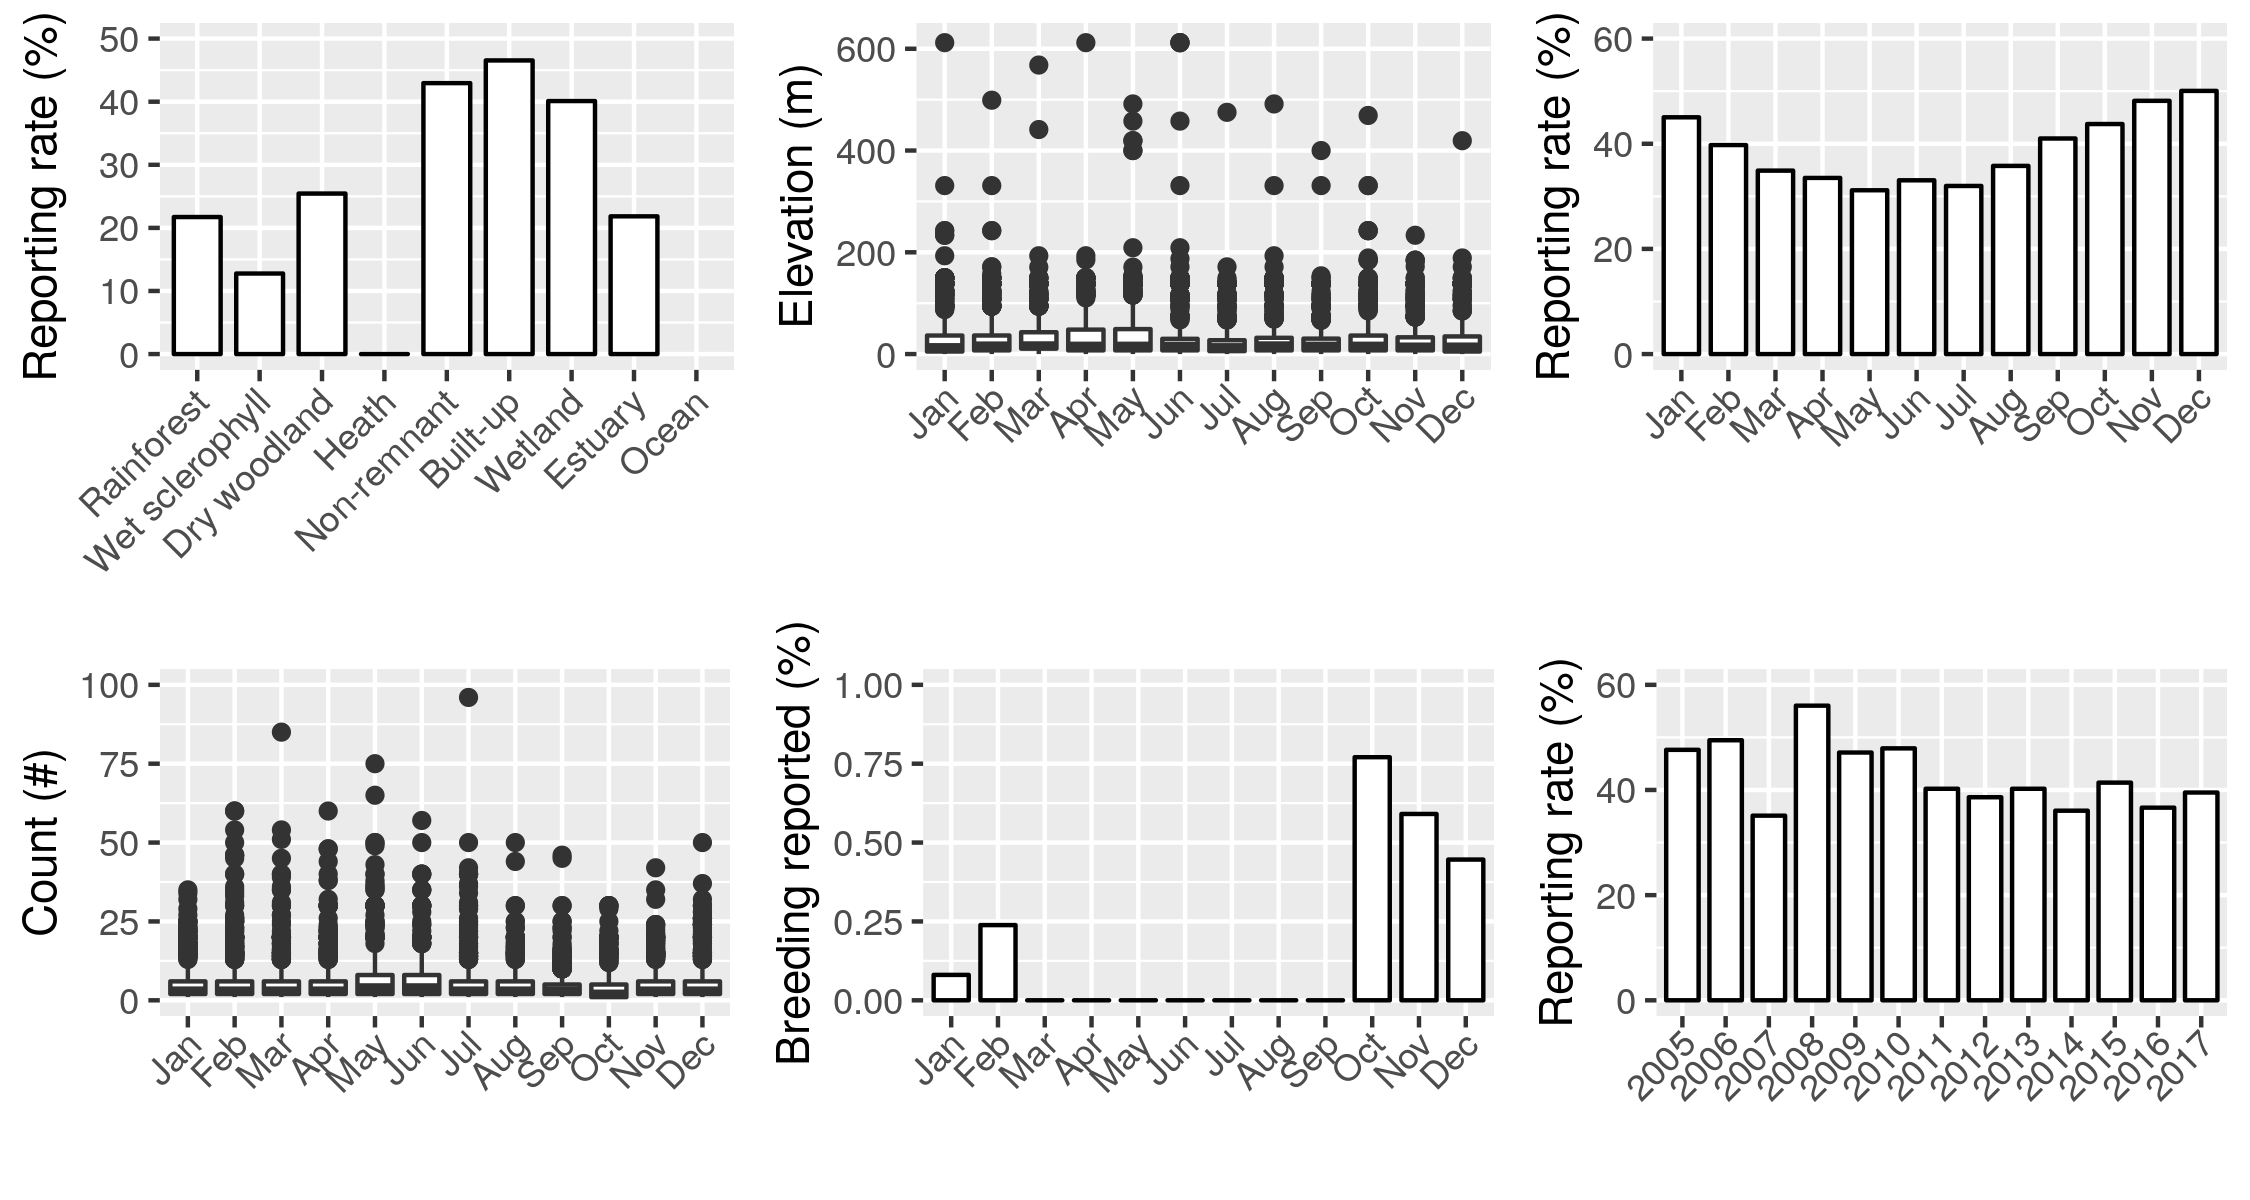 Reporting rate (%)
50
40
30
20
10
0
Rainforest
Wet sclerophyll
Dry woodland
Heath
Non-remnant
Built-up
Wetland
Estuary
Ocean
Elevation (m)
600
400
200
0
Jan
Feb
Mar
Apr
May
Jun
Jul
Aug
Sep
Oct
Nov
Dec
Reporting rate (%)
60
40
20
0
Jan
Feb
Mar
Apr
May
Jun
Jul
Aug
Sep
Oct
Nov
Dec
Count (#)
100
75
50
25
0
Jan
Feb
Mar
Apr
May
Jun
Jul
Aug
Sep
Oct
Nov
Dec
Breeding reported (%)
1.00
0.75
0.50
0.25
0.00
Jan
Feb
Mar
Apr
May
Jun
Jul
Aug
Sep
Oct
Nov
Dec
Reporting rate (%)
60
40
20
0
2005
2006
2007
2008
2009
2010
2011
2012
2013
2014
2015
2016
2017